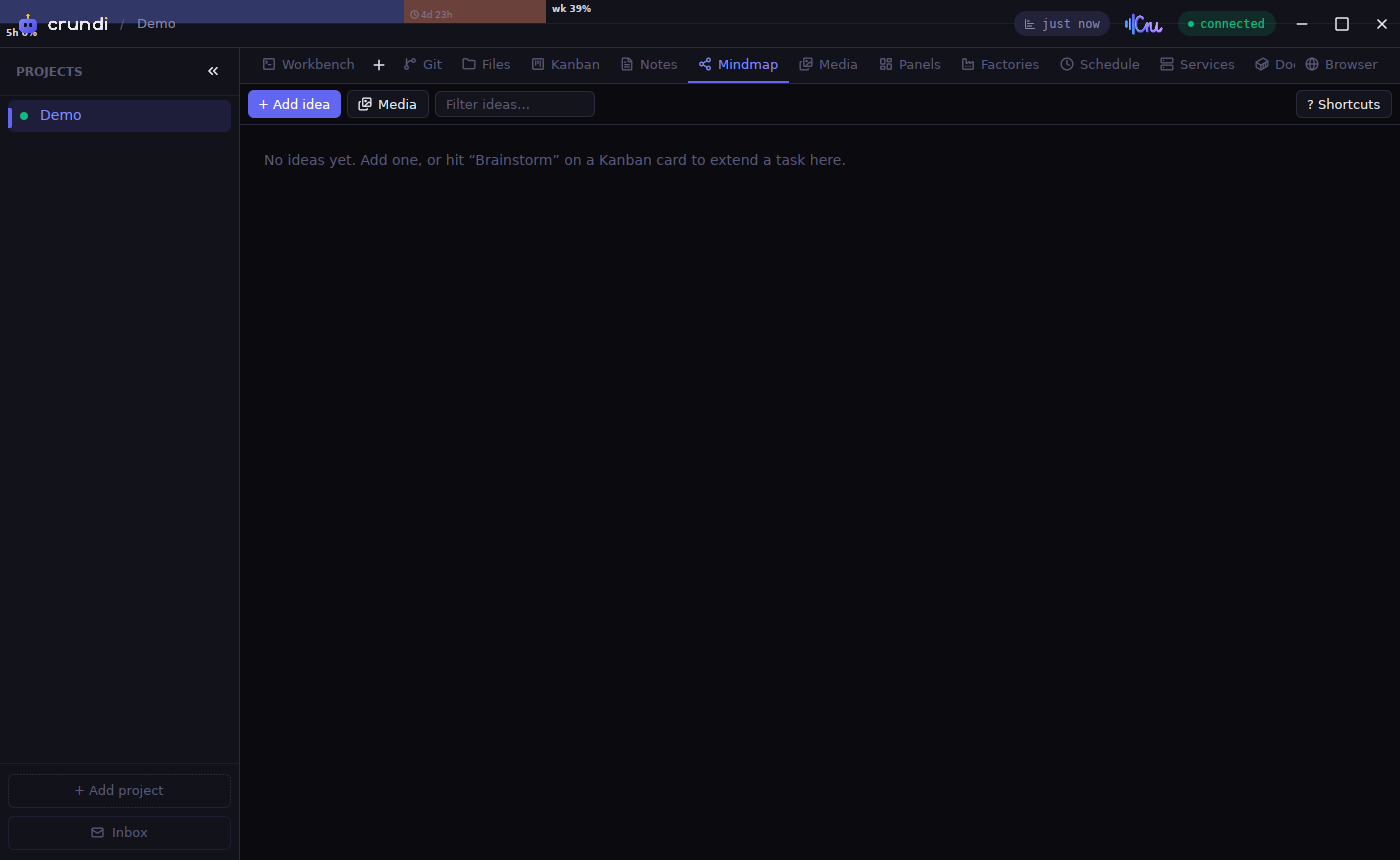 4d 23h
wk 39%
5h 0%
crundi / Demo
just now
Cru
connected
PROJECTS
Workbench
+
Git
Files
Kanban
Notes
Mindmap
Media
Panels
Factories
Schedule
Services
Doc
Browser
Demo
+ Add idea
Media
Filter ideas...
? Shortcuts
No ideas yet. Add one, or hit “Brainstorm” on a Kanban card to extend a task here.
+ Add project
Inbox